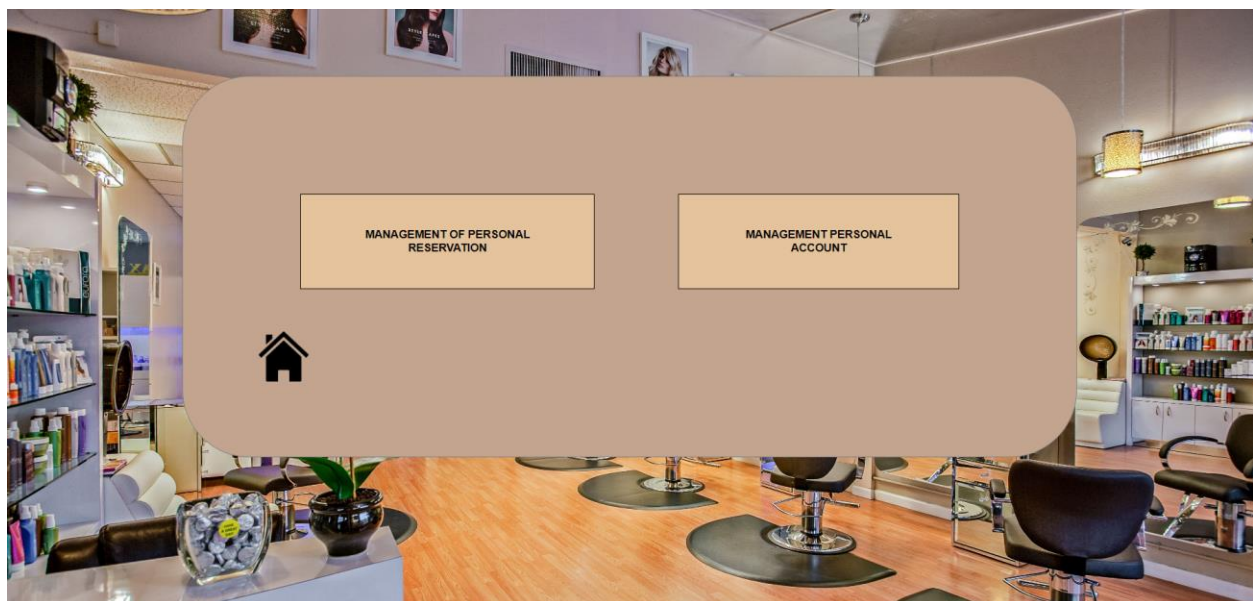 MANAGEMENT OF PERSONAL
RESERVATION
MANAGEMENT PERSONAL
ACCOUNT